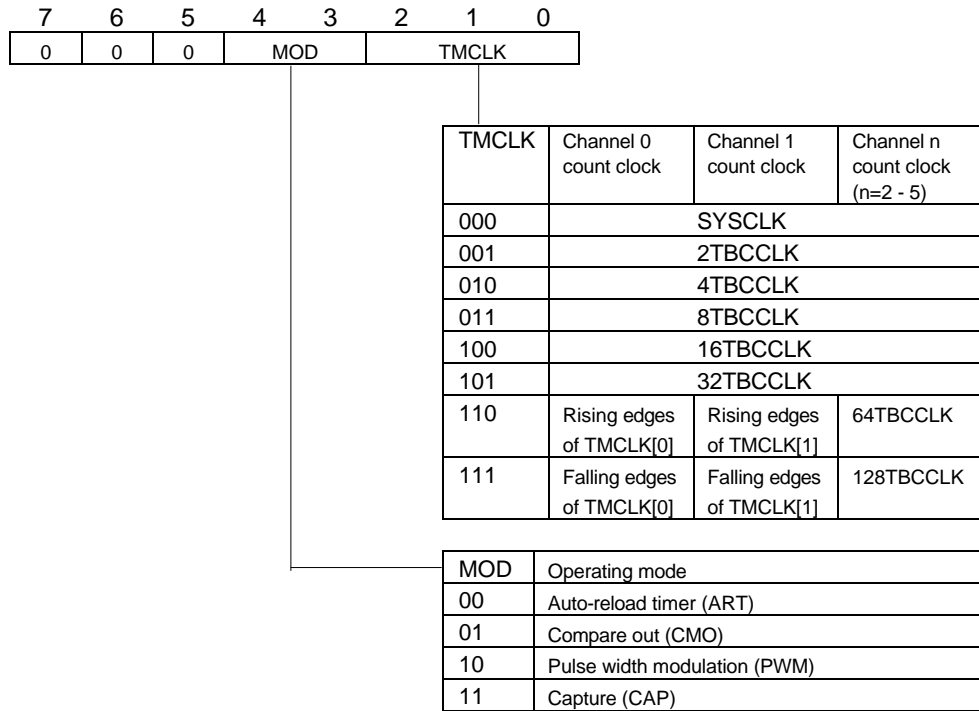 7 6 5 4 3 2 1 0
0 0 0 MOD TMCLK
TMCLK Channel 0 count clock Channel 1 count clock Channel n count clock (n=2 - 5)
000 SYSCLK
001 2TBCCLK
010 4TBCCLK
011 8TBCCLK
100 16TBCCLK
101 32TBCCLK
110 Rising edges of TMCLK[0] Rising edges of TMCLK[1] 64TBCCLK
111 Falling edges of TMCLK[0] Falling edges of TMCLK[1] 128TBCCLK
MOD Operating mode
00 Auto-reload timer (ART)
01 Compare out (CMO)
10 Pulse width modulation (PWM)
11 Capture (CAP)